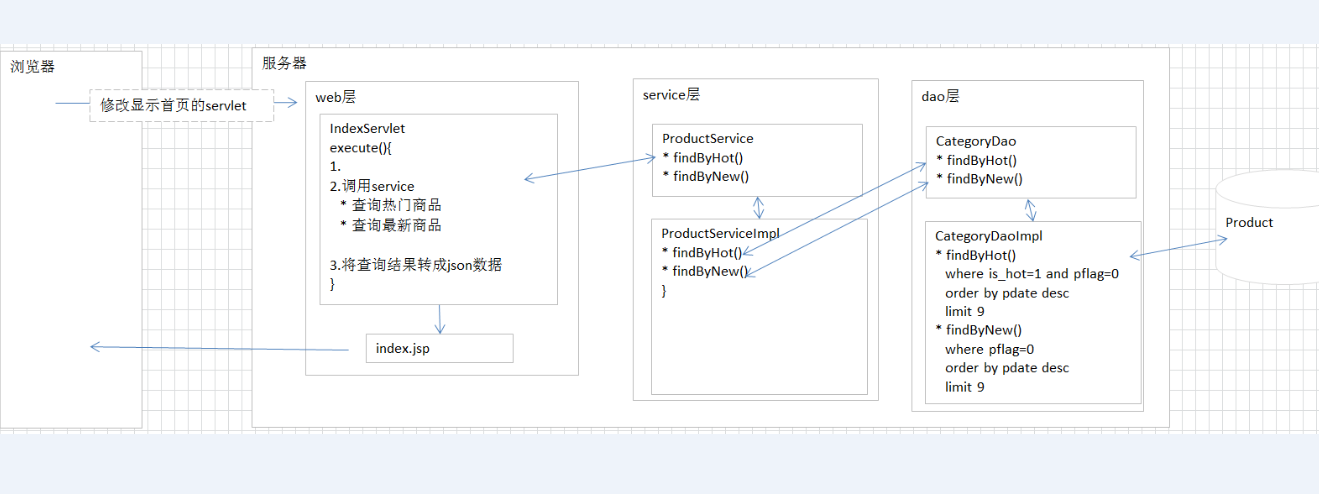 浏览器
修改显示首页的servlet
服务器
web层
IndexServlet
execute(){
1.
2.调用service
* 查询热门商品
* 查询最新商品
3.将查询结果转成json数据
}
index.jsp
service层
ProductService
* findByHot()
* findByNew()
ProductServiceImpl
* findByHot()
* findByNew()
}
dao层
CategoryDao
* findByHot()
* findByNew()
CategoryDaoImpl
* findByHot()
where is_hot=1 and pflag=0
order by pdate desc
limit 9
* findByNew()
where pflag=0
order by pdate desc
limit 9
Product